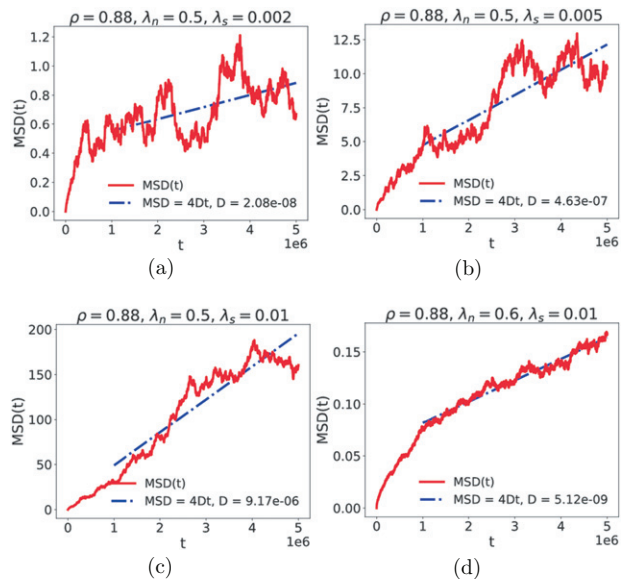 ρ = 0.88, λn = 0.5, λs = 0.002
1.2
1.0
0.8
0.6
0.4
0.2
0.0
MSD(t)
MSD(t)
MSD = 4Dt, D = 2.08e-08
0 1 2 3 4 5
1e6
t
(a)
ρ = 0.88, λn = 0.5, λs = 0.005
12.5
10.0
7.5
5.0
2.5
0.0
MSD(t)
MSD(t)
MSD = 4Dt, D = 4.63e-07
0 1 2 3 4 5
1e6
t
(b)
ρ = 0.88, λn = 0.5, λs = 0.01
200
150
100
50
0
MSD(t)
MSD(t)
MSD = 4Dt, D = 9.17e-06
0 1 2 3 4 5
1e6
t
(c)
ρ = 0.88, λn = 0.6, λs = 0.01
0.15
0.10
0.05
0.00
MSD(t)
MSD(t)
MSD = 4Dt, D = 5.12e-09
0 1 2 3 4 5
1e6
t
(d)